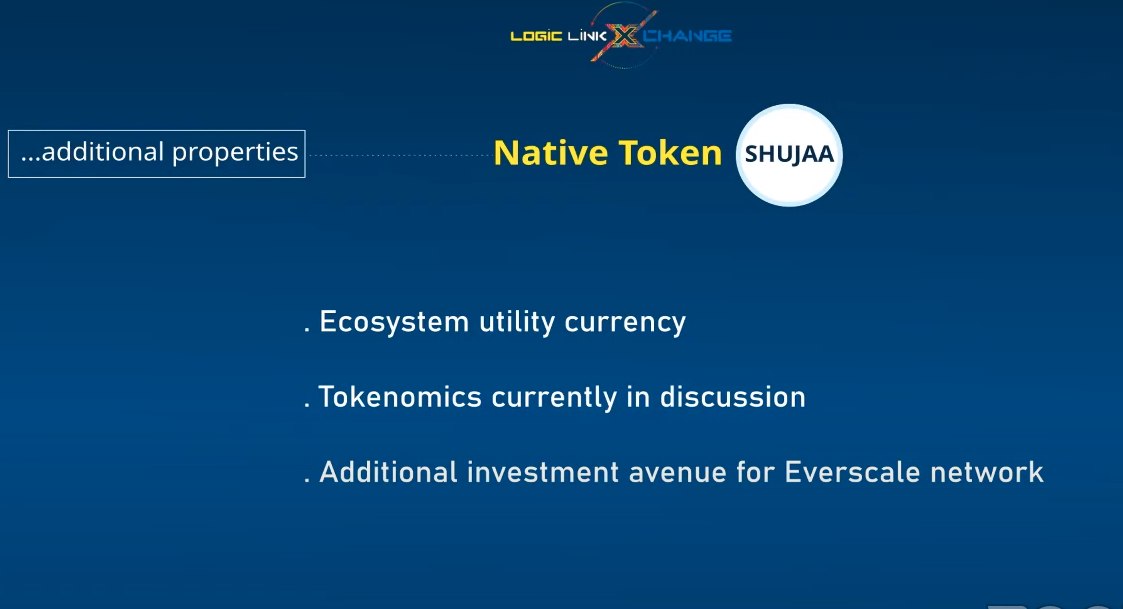 LOGIC LINK XCHANGE
...additional properties
Native Token SHUJAA
. Ecosystem utility currency
. Tokenomics currently in discussion
. Additional investment avenue for Everscale network